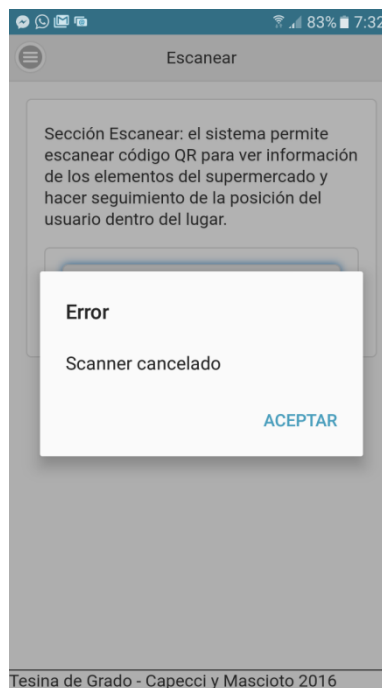 83% 7:32
Escanear
Sección Escanear: el sistema permite
escanear código QR para ver información
de los elementos del supermercado y
hacer seguimiento de la posición del
usuario dentro del lugar.
Error
Scanner cancelado
ACEPTAR
Tesina de Grado - Capecci y Mascioto 2016